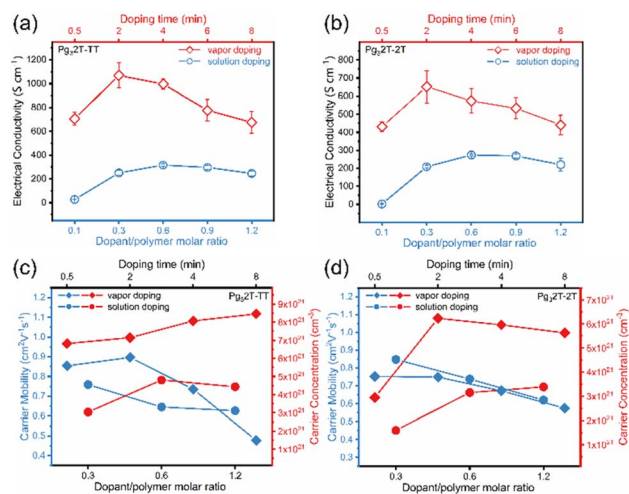 (a)
Doping time (min)
0.5 2 4 6 8
Pg₃2T-TT
vapor doping
solution doping
Electrical Conductivity (S cm⁻¹)
1200
1000
800
600
400
200
0
0.1 0.3 0.6 0.9 1.2
Dopant/polymer molar ratio
(b)
Doping time (min)
0.5 2 4 6 8
Pg₃2T-2T
vapor doping
solution doping
Electrical Conductivity (S cm⁻¹)
800
700
600
500
400
300
200
100
0
0.1 0.3 0.6 0.9 1.2
Dopant/polymer molar ratio
(c)
Doping time (min)
0.5 2 4 8
vapor doping
solution doping
Pg₃2T-TT
Carrier Mobility (cm²V⁻¹s⁻¹)
1.2
1.1
1.0
0.9
0.8
0.7
0.6
0.5
0.4
9x10²¹
8x10²¹
7x10²¹
6x10²¹
5x10²¹
4x10²¹
3x10²¹
2x10²¹
1x10²¹
Carrier Concentration (cm⁻³)
0.3 0.6 1.2
Dopant/polymer molar ratio
(d)
Doping time (min)
0.5 2 4 8
vapor doping
solution doping
Pg₃2T-2T
Carrier Mobility (cm²V⁻¹s⁻¹)
1.2
1.1
1.0
0.9
0.8
0.7
0.6
0.5
0.4
0.3
7x10²¹
6x10²¹
5x10²¹
4x10²¹
3x10²¹
2x10²¹
1x10²¹
Carrier Concentration (cm⁻³)
0.3 0.6 1.2
Dopant/polymer molar ratio